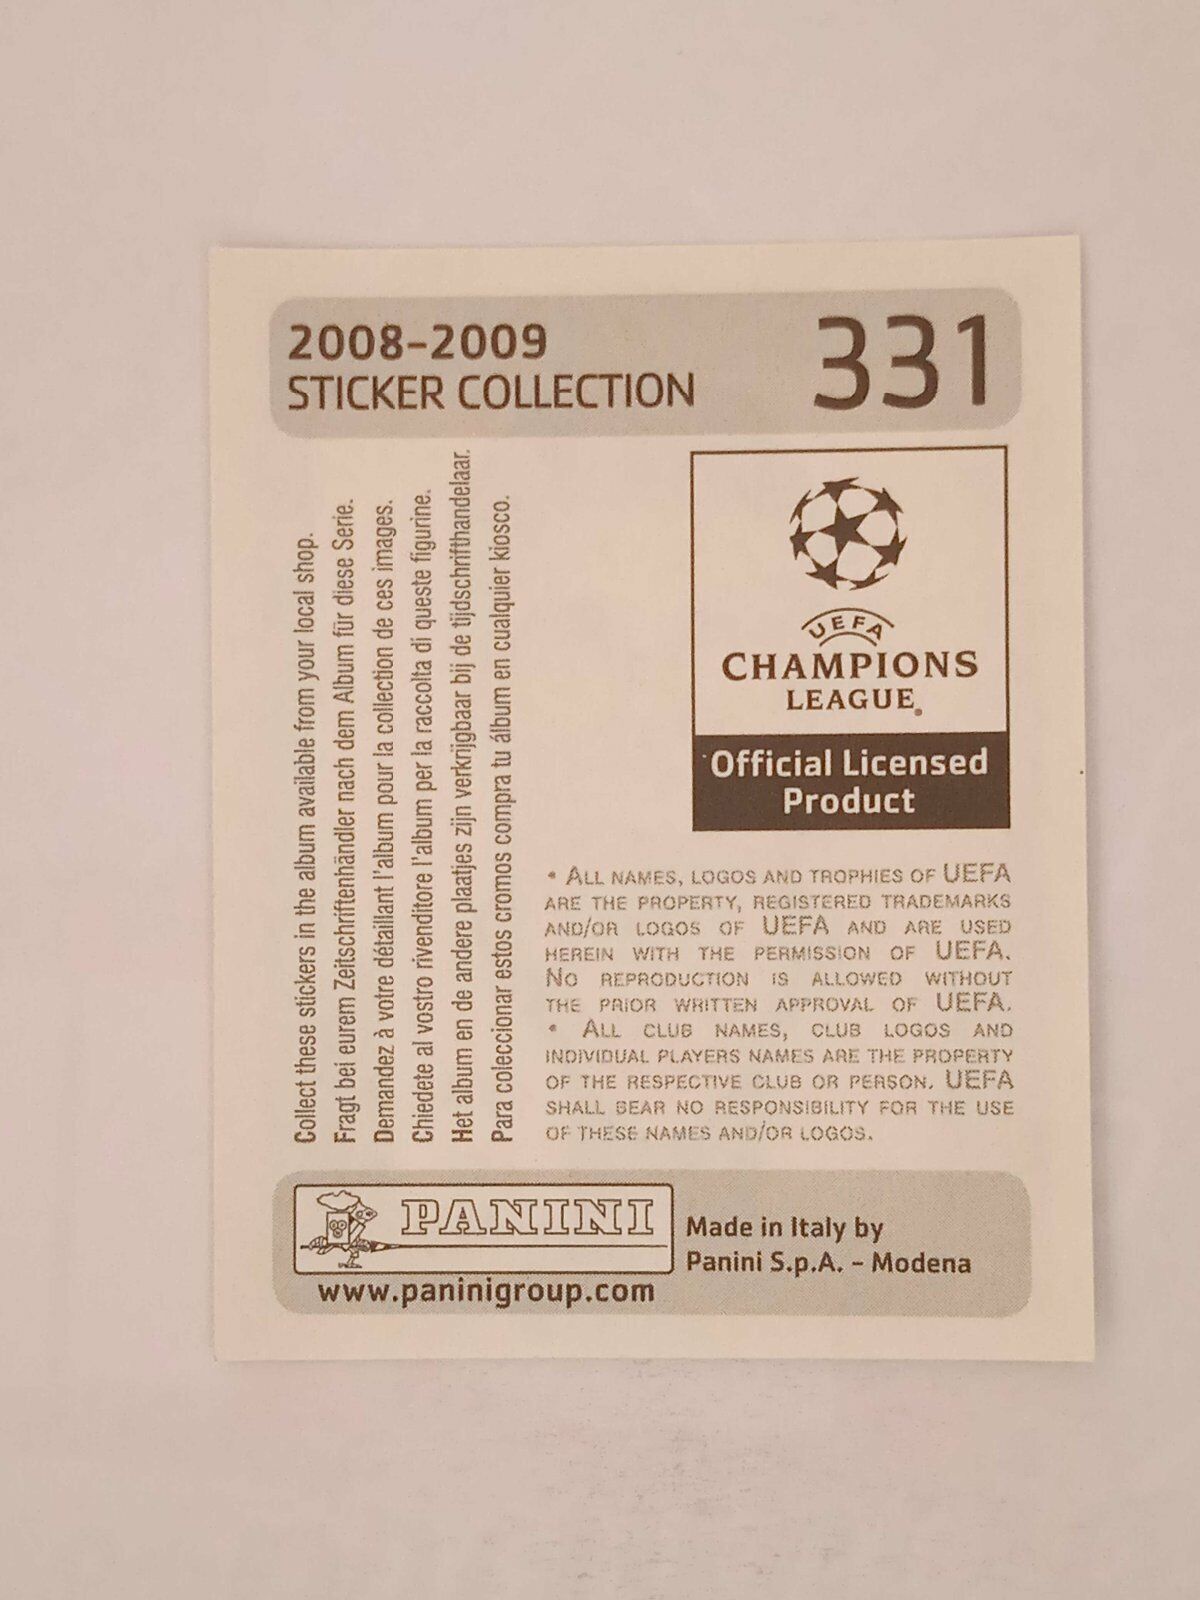 2008-2009
STICKER COLLECTION
331
Collect these stickers in the album available from your local shop.
Fragt bei eurem Zeitschriftenhändler nach dem Album für diese Serie.
Demandez à votre détaillant l'album pour la collection de ces images.
Chiedete al vostro rivenditore l'album per la raccolta di queste figurine.
Het album en de andere plaatjes zijn verkrijgbaar bij de tijdschrifthandelaar.
Para coleccionar estos cromos compra tu álbum en cualquier kiosco.
UEFA
CHAMPIONS
LEAGUE
Official Licensed
Product
• ALL NAMES, LOGOS AND TROPHIES OF UEFA
ARE THE PROPERTY, REGISTERED TRADEMARKS
AND/OR LOGOS OF UEFA AND ARE USED
HEREIN WITH THE PERMISSION OF UEFA.
NO REPRODUCTION IS ALLOWED WITHOUT
THE PRIOR WRITTEN APPROVAL OF UEFA.
• ALL CLUB NAMES, CLUB LOGOS AND
INDIVIDUAL PLAYERS NAMES ARE THE PROPERTY
OF THE RESPECTIVE CLUB OR PERSON. UEFA
SHALL BEAR NO RESPONSIBILITY FOR THE USE
OF THESE NAMES AND/OR LOGOS.
PANINI
www.paninigroup.com
Made in Italy by
Panini S.p.A. - Modena